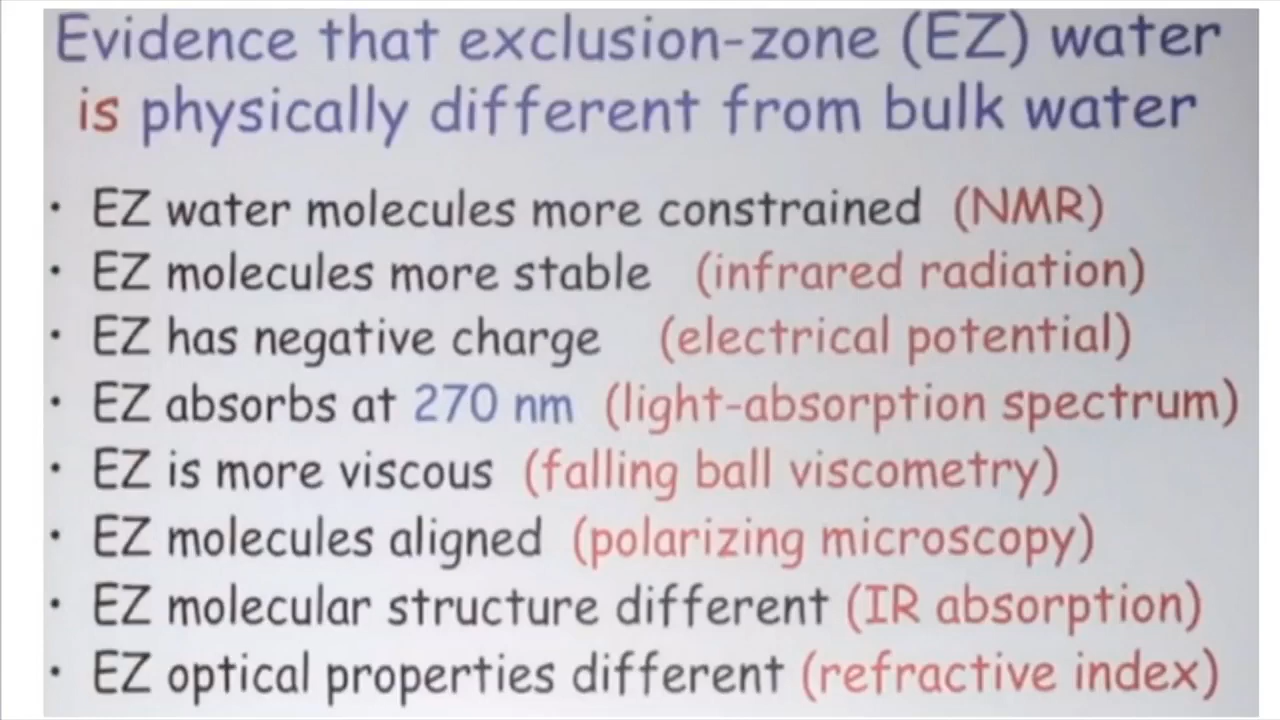 Evidence that exclusion-zone (EZ) water
is physically different from bulk water
• EZ water molecules more constrained (NMR)
• EZ molecules more stable (infrared radiation)
• EZ has negative charge (electrical potential)
• EZ absorbs at 270 nm (light-absorption spectrum)
• EZ is more viscous (falling ball viscometry)
• EZ molecules aligned (polarizing microscopy)
• EZ molecular structure different (IR absorption)
• EZ optical properties different (refractive index)